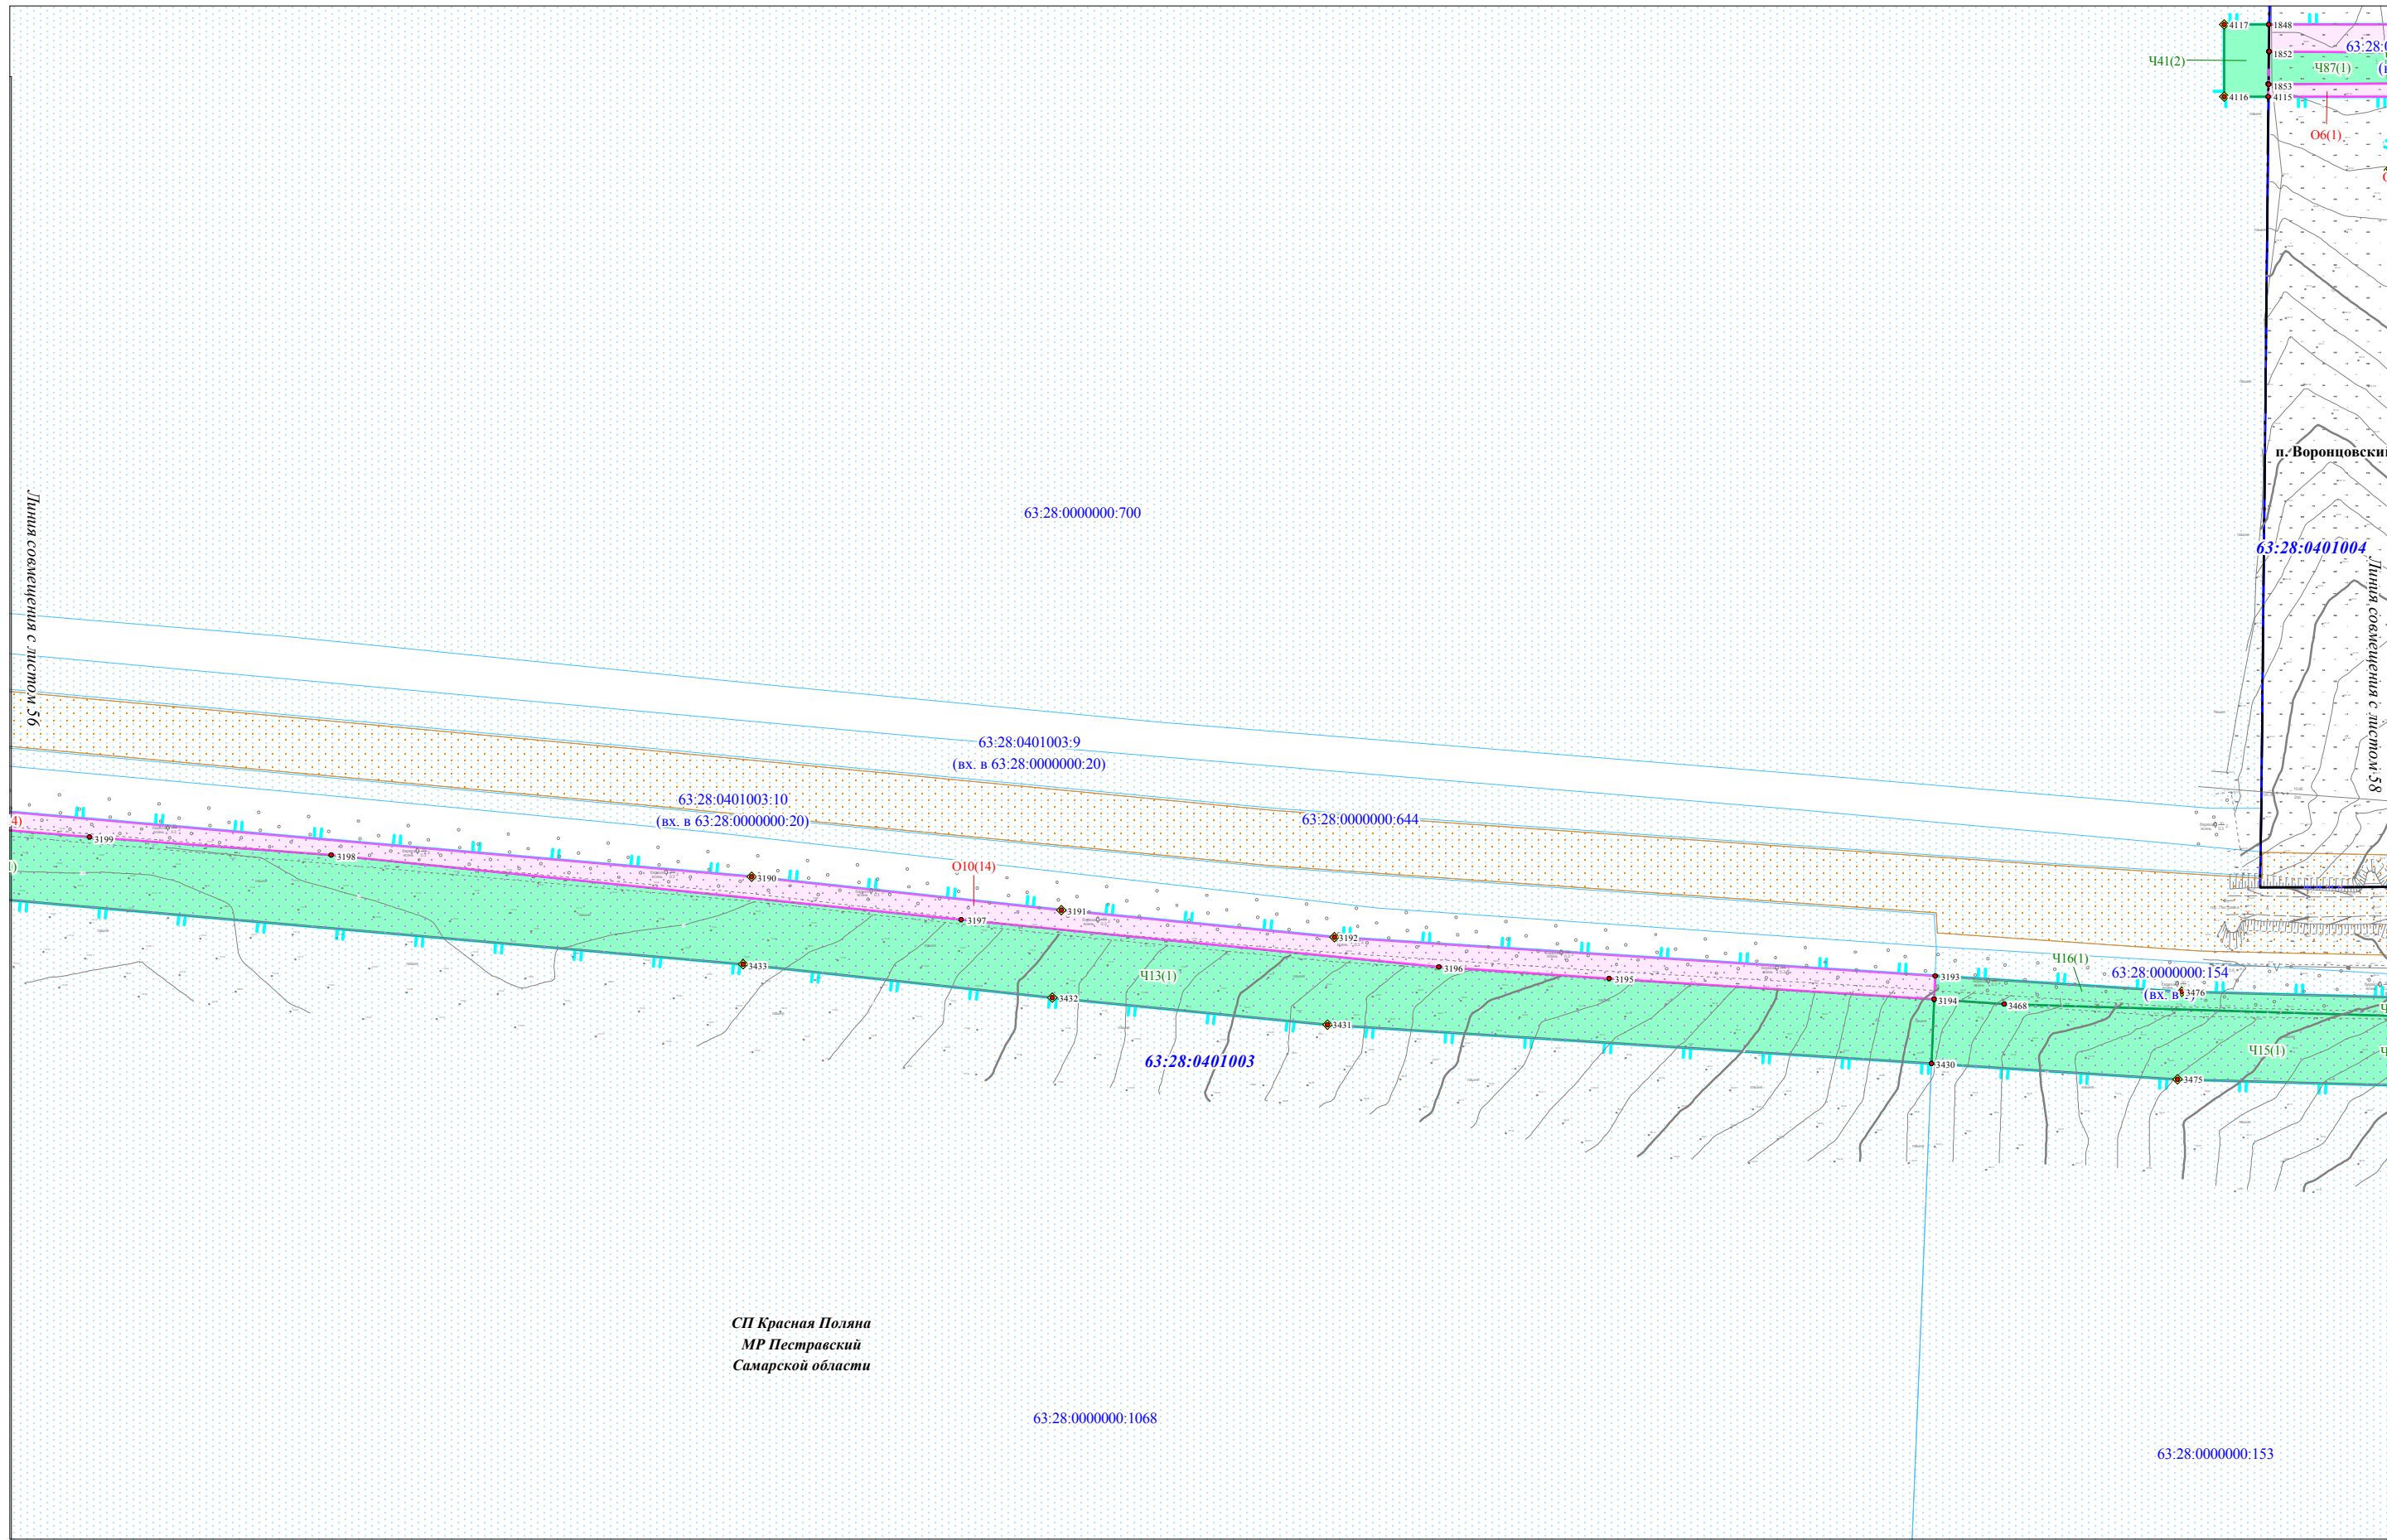 4117
1848
63:28:0
1852
Ч41(2)
Ч87(1)
1853
4116
4115
О6(1)
п. Воронцовский
63:28:0000000:700
63:28:0401004
Линия совмещения с листом 56
Линия совмещения с листом 58
63:28:0401003:9
(вх. в 63:28:0000000:20)
63:28:0401003:10
(вх. в 63:28:0000000:20)
63:28:0000000:644
4)
3199
3198
О10(14)
3190
3191
3197
3192
3433
3196
Ч13(1)
3195
3193
Ч16(1)
63:28:0000000:154
3476
3432
3194
3468
3431
63:28:0401003
3430
Ч15(1)
3475
СП Красная Поляна
МР Пестравский
Самарской области
63:28:0000000:1068
63:28:0000000:153